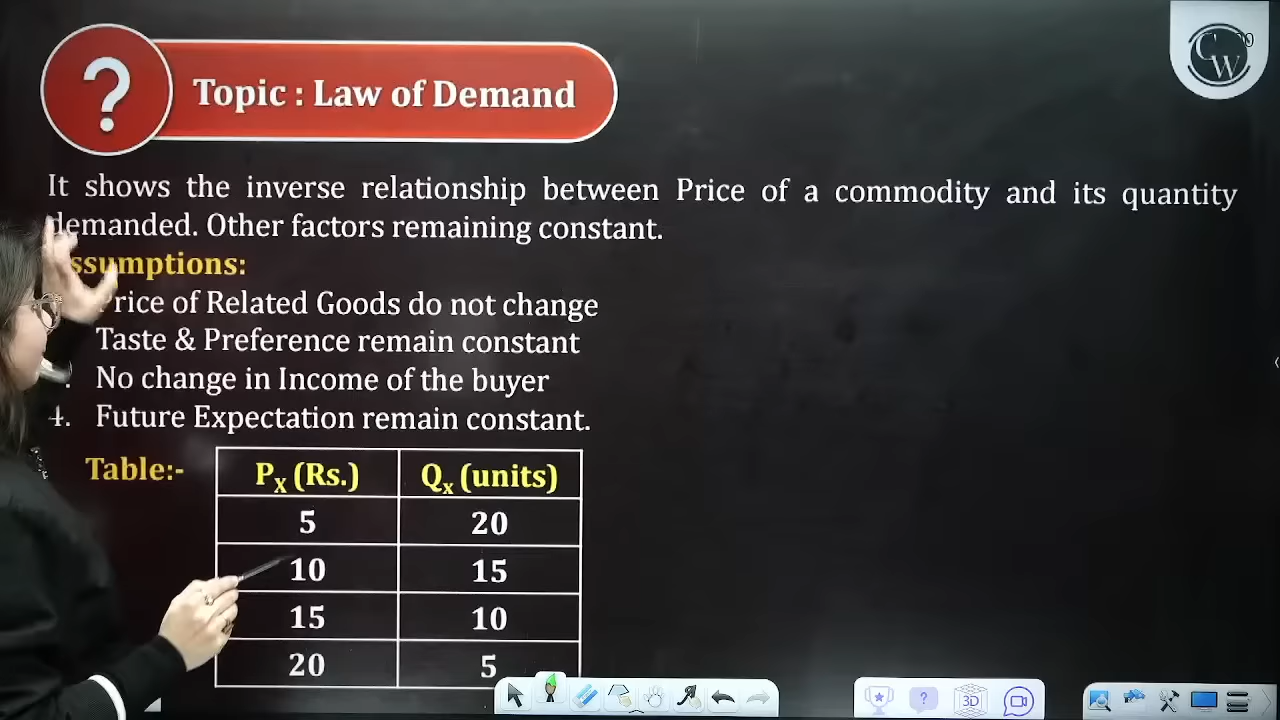 ?
Topic : Law of Demand
CW
It shows the inverse relationship between Price of a commodity and its quantity
demanded. Other factors remaining constant.
ssumptions:
Price of Related Goods do not change
Taste & Preference remain constant
. No change in Income of the buyer
4. Future Expectation remain constant.
Table:-
Px (Rs.) Qx (units)
5 20
10 15
15 10
20 5
? 3D